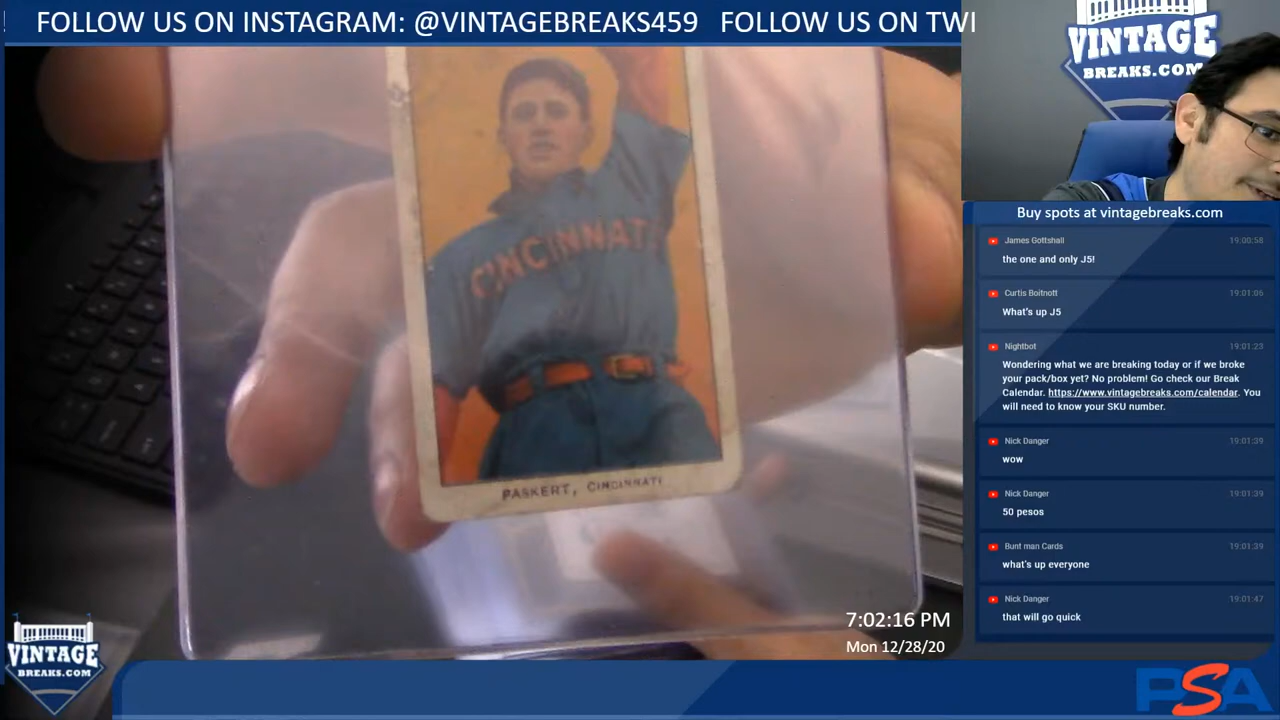 FOLLOW US ON INSTAGRAM: @VINTAGEBREAKS459 FOLLOW US ON TWI
VINTAGE
BREAKS.COM
CINCINNATI
PASKERT, CINCINNATI
Buy spots at vintagebreaks.com
James Gottshall 19:00:58
the one and only J5!
Curtis Boitnott 19:01:06
What's up J5
Nightbot 19:01:23
Wondering what we are breaking today or if we broke
your pack/box yet? No problem! Go check our Break
Calendar. https://www.vintagebreaks.com/calendar. You
will need to know your SKU number.
Nick Danger 19:01:39
wow
Nick Danger 19:01:39
50 pesos
Bunt man Cards 19:01:39
what's up everyone
Nick Danger 19:01:47
that will go quick
7:02:16 PM
Mon 12/28/20
VINTAGE
BREAKS.COM
PSA